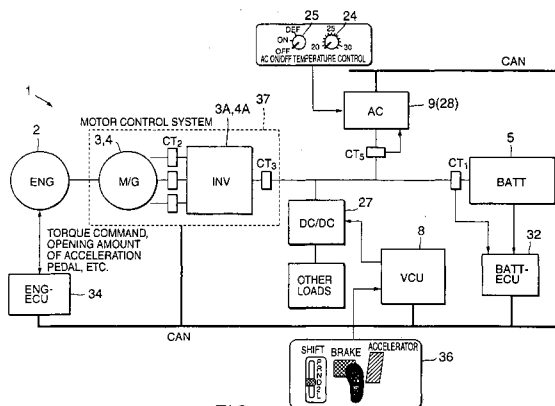 25
24
DEF
ON
OFF
25
20
30
AC ON/OFF TEMPERATURE CONTROL
CAN
1
MOTOR CONTROL SYSTEM
37
AC
9(28)
2
3,4
3A,4A
CT2
CT3
CT5
CT1
5
ENG
M/G
INV
BATT
TORQUE COMMAND,
OPENING AMOUNT
OF ACCELERATION
PEDAL, ETC.
DC/DC
27
8
VCU
32
BATT-
ECU
34
ENG-
ECU
OTHER
LOADS
CAN
SHIFT
BRAKE
ACCELERATOR
36
P
R
N
D
2
L
FIG